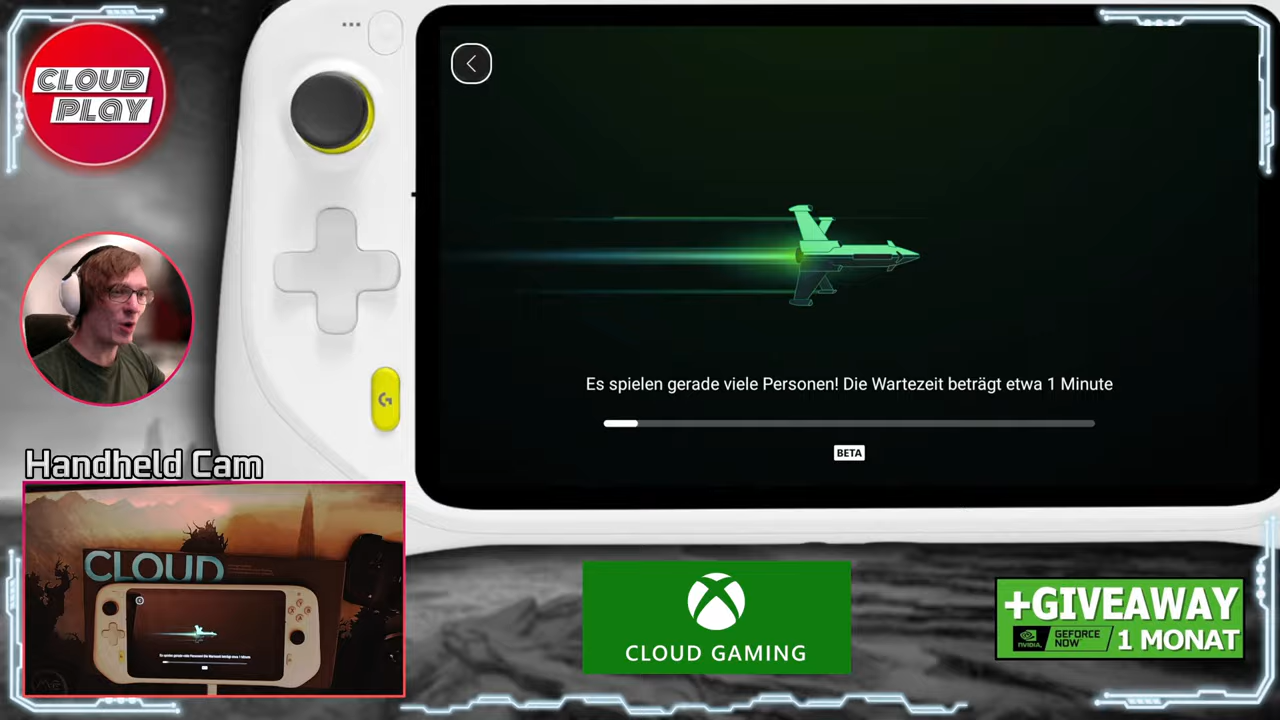 CLOUD
PLAY
Es spielen gerade viele Personen! Die Wartezeit beträgt etwa 1 Minute
BETA
Handheld Cam
CLOUD
CLOUD GAMING
+GIVEAWAY
NVIDIA
GEFORCE
NOW
1 MONAT